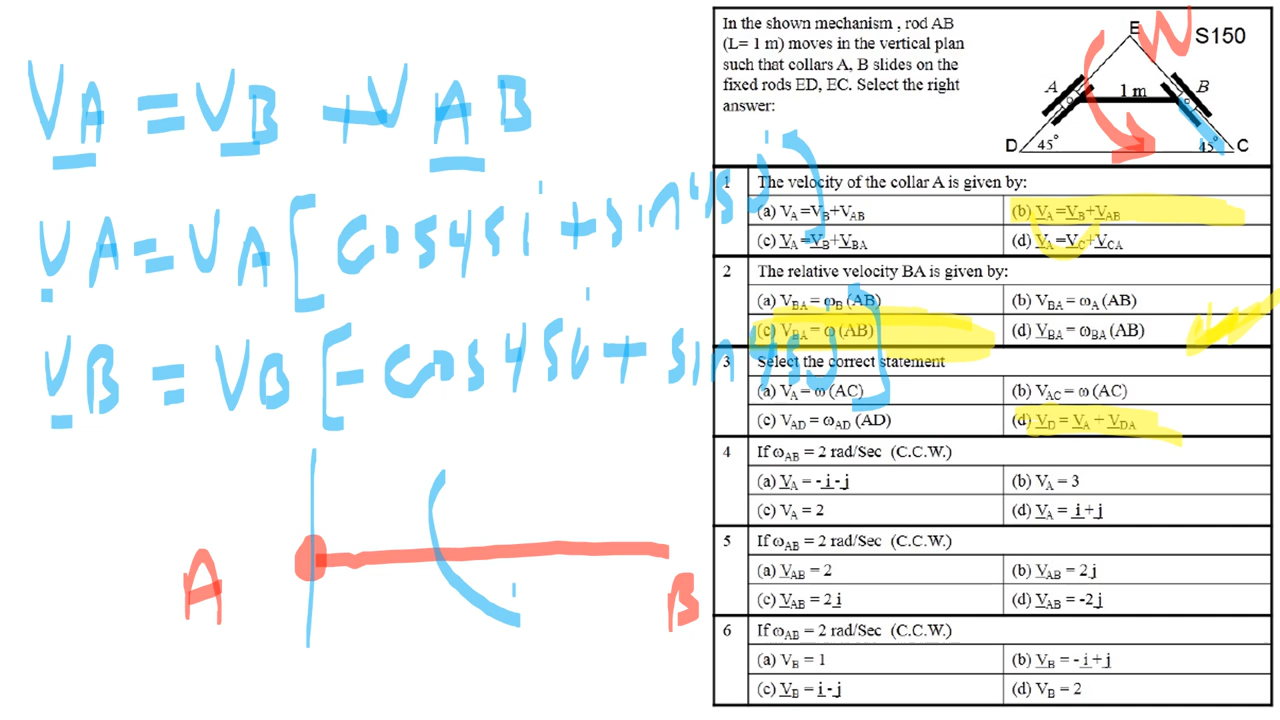 VA = VB + VAB
VA = VA [cos45i + sin45j]
VB = VB [-cos45i + sin45j]
A
B
In the shown mechanism , rod AB
(L= 1 m) moves in the vertical plan
such that collars A, B slides on the
fixed rods ED, EC. Select the right
answer:
E
W
S150
A
1 m
B
D
45°
45°
C
1 The velocity of the collar A is given by:
(a) VA =VB+VAB (b) VA =VB+VAB
(c) VA =VB+VBA (d) VA =VC+VCA
2 The relative velocity BA is given by:
(a) VBA = ωB (AB) (b) VBA = ωA (AB)
(c) VBA = ω (AB) (d) VBA = ωBA (AB)
3 Select the correct statement
(a) VA = ω (AC) (b) VAC = ω (AC)
(c) VAD = ωAD (AD) (d) VD = VA + VDA
4 If ωAB = 2 rad/Sec (C.C.W.)
(a) VA = -i-j (b) VA = 3
(c) VA = 2 (d) VA = i+j
5 If ωAB = 2 rad/Sec (C.C.W.)
(a) VAB = 2 (b) VAB = 2j
(c) VAB = 2i (d) VAB = -2j
6 If ωAB = 2 rad/Sec (C.C.W.)
(a) VB = 1 (b) VB = -i+j
(c) VB = i-j (d) VB = 2